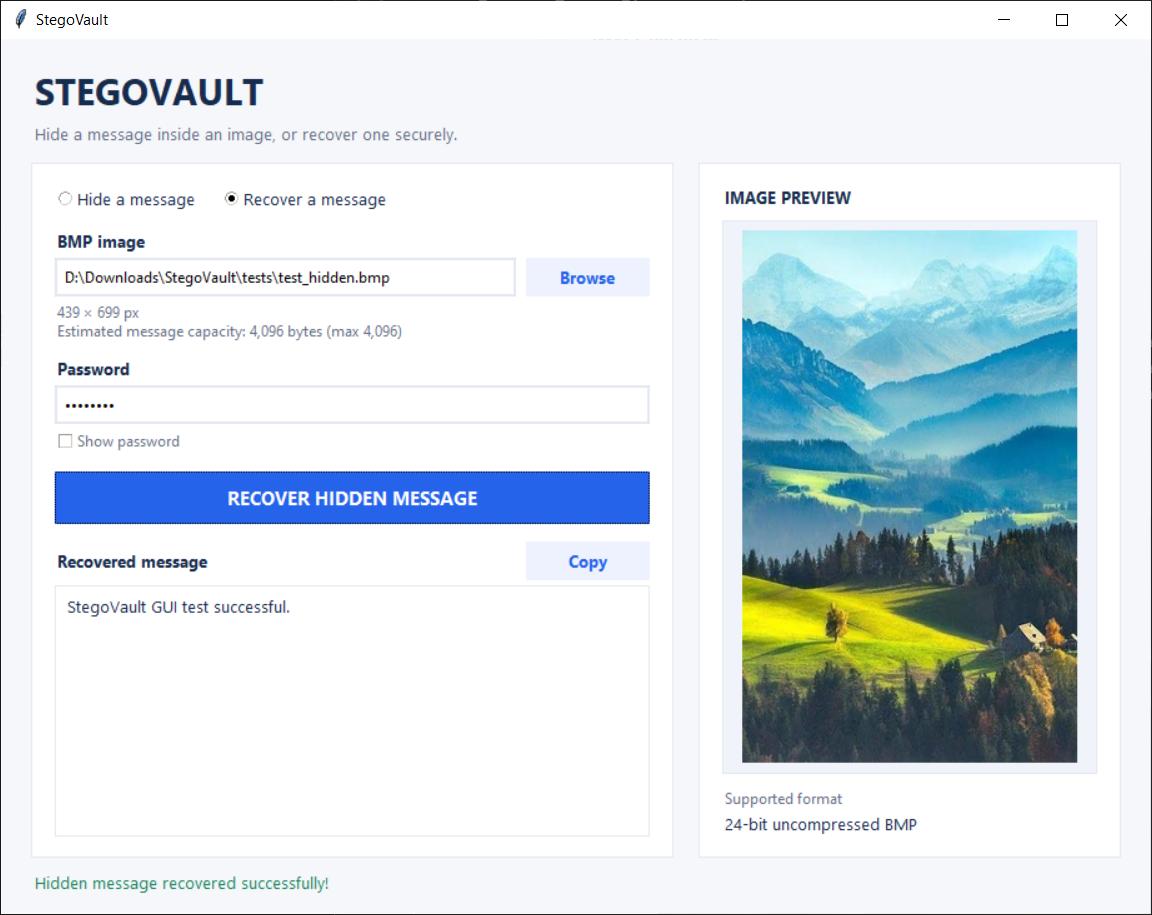 StegoVault
STEGOVAULT
Hide a message inside an image, or recover one securely.
Hide a message
Recover a message
BMP image
D:\Downloads\StegoVault\tests\test_hidden.bmp
Browse
439 × 699 px
Estimated message capacity: 4,096 bytes (max 4,096)
Password
••••••••
Show password
RECOVER HIDDEN MESSAGE
Recovered message
Copy
StegoVault GUI test successful.
IMAGE PREVIEW
Supported format
24-bit uncompressed BMP
Hidden message recovered successfully!